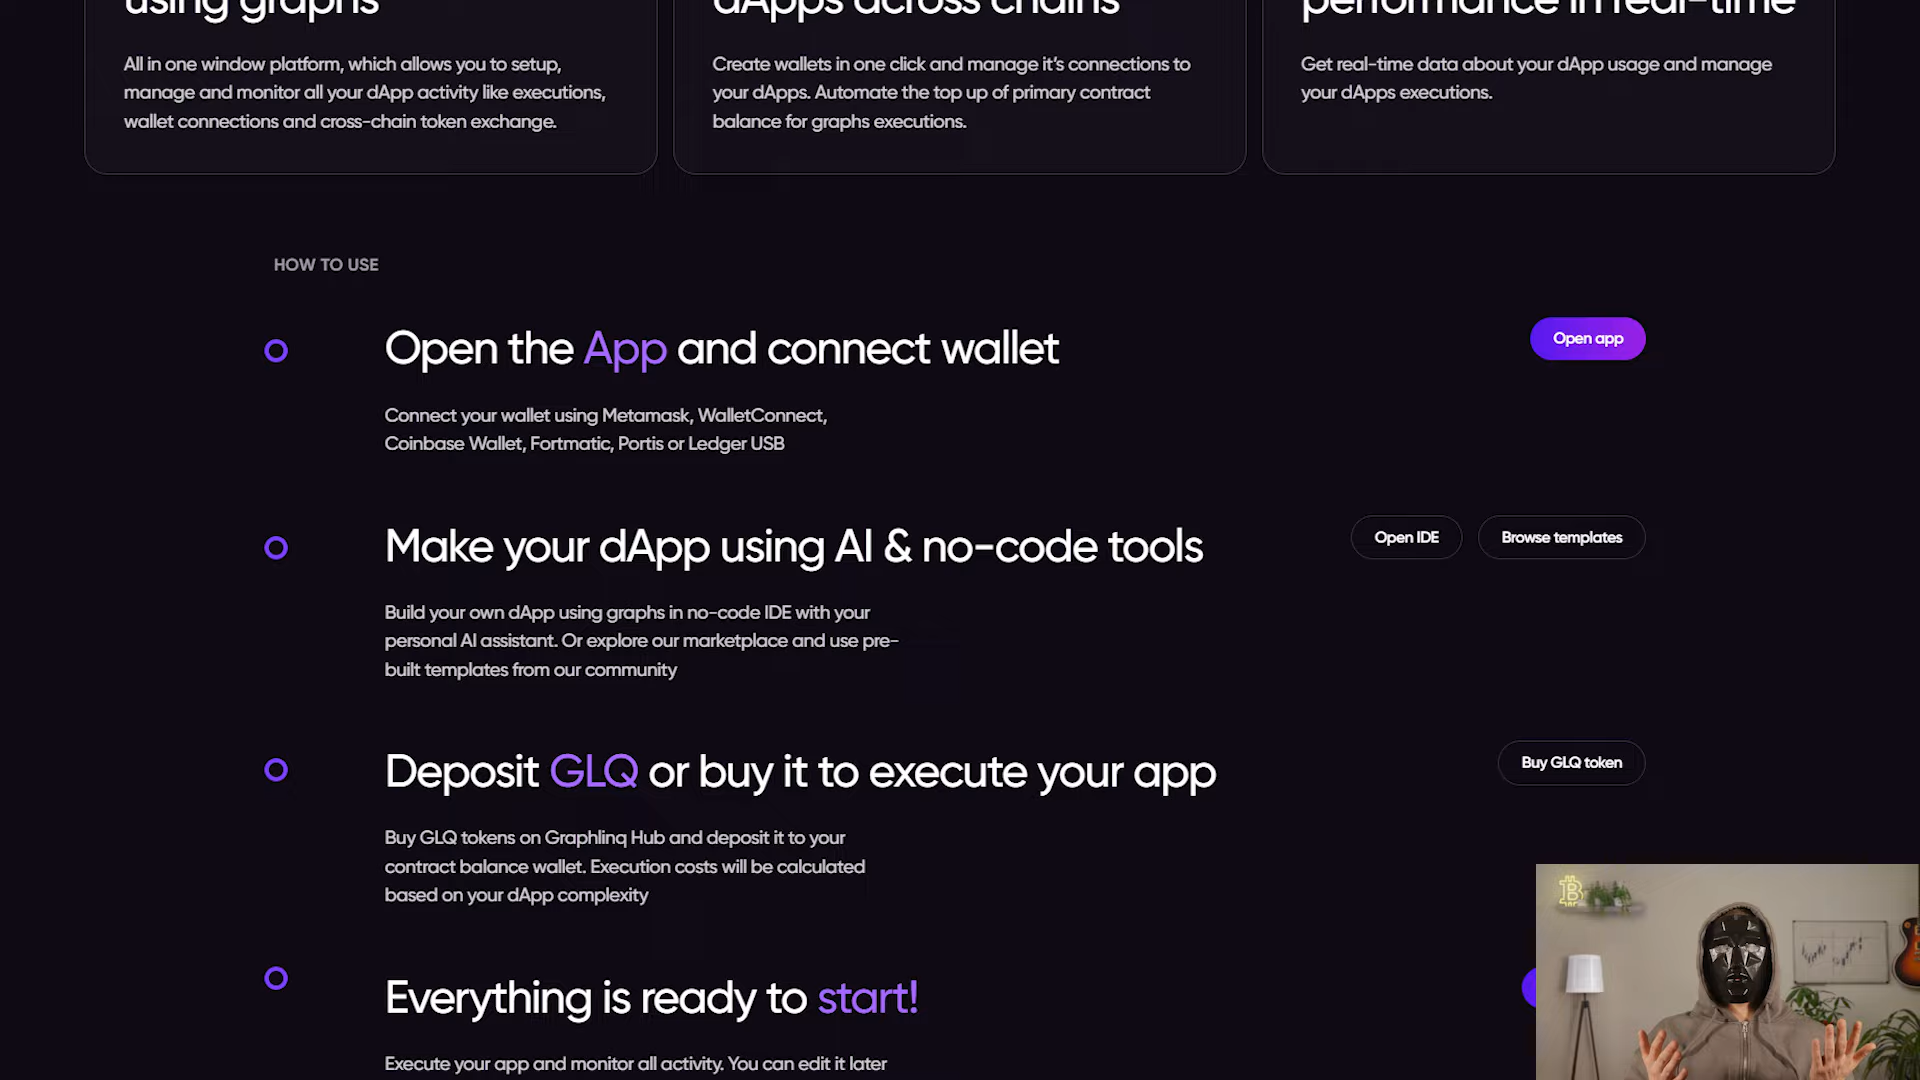 using graphs
dApps across chains
performance in real-time
All in one window platform, which allows you to setup,
manage and monitor all your dApp activity like executions,
wallet connections and cross-chain token exchange.
Create wallets in one click and manage it's connections to
your dApps. Automate the top up of primary contract
balance for graphs executions.
Get real-time data about your dApp usage and manage
your dApps executions.
HOW TO USE
Open the App and connect wallet
Open app
Connect your wallet using Metamask, WalletConnect,
Coinbase Wallet, Fortmatic, Portis or Ledger USB
Make your dApp using AI & no-code tools
Open IDE
Browse templates
Build your own dApp using graphs in no-code IDE with your
personal AI assistant. Or explore our marketplace and use pre-
built templates from our community
Deposit GLQ or buy it to execute your app
Buy GLQ token
Buy GLQ tokens on Graphlinq Hub and deposit it to your
contract balance wallet. Execution costs will be calculated
based on your dApp complexity
Everything is ready to start!
Execute your app and monitor all activity. You can edit it later